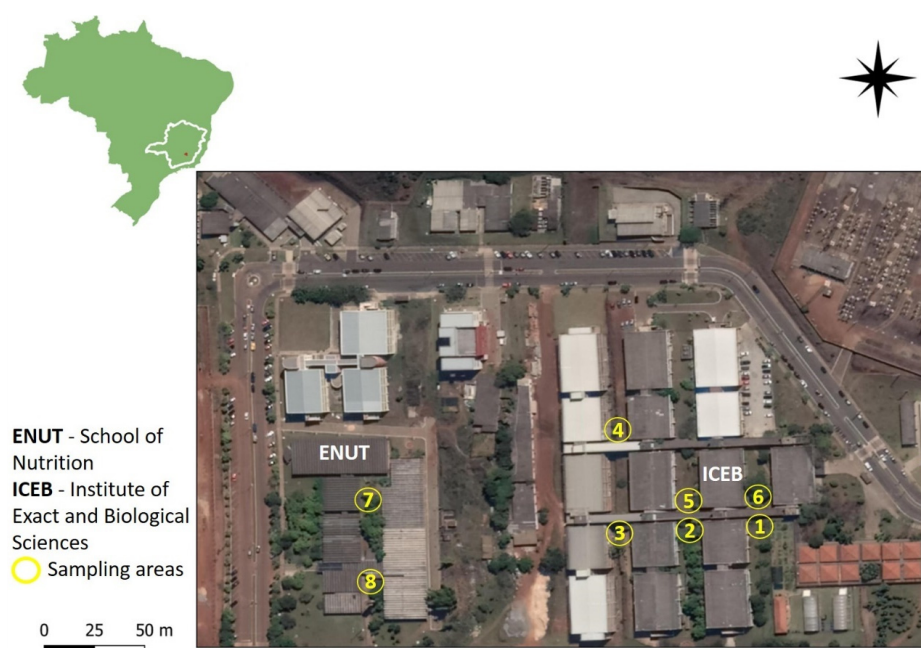 ENUT - School of
Nutrition
ICEB - Institute of
Exact and Biological
Sciences
Sampling areas
0 25 50 m
ENUT
ICEB
4
7
5
6
3
2
1
8